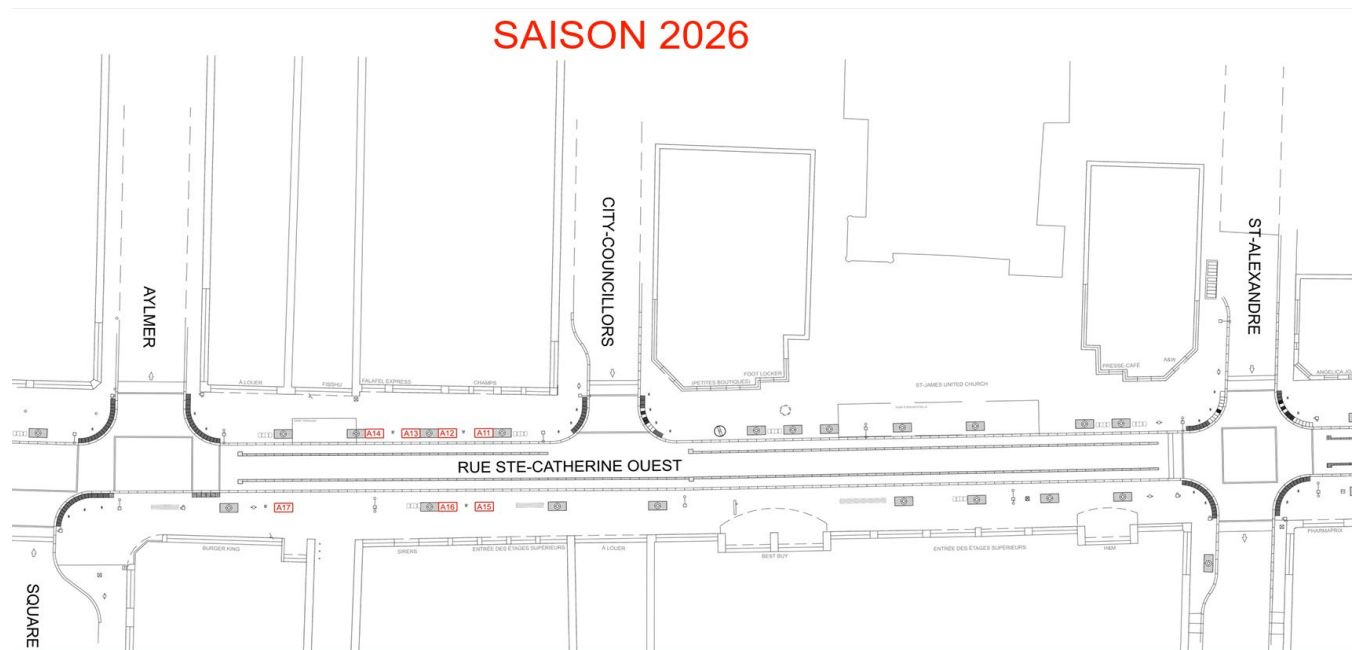 SAISON 2026
AYLMER
CITY-COUNCILLORS
ST-ALEXANDRE
À LOUER
FISSHU
FALAFEL EXPRESS
CHAMPS
(PETITES BOUTIQUES)
FOOT LOCKER
ST-JAMES UNITED CHURCH
PRESSE-CAFÉ
A&W
ANGELICA JO
A14
A13
A12
A11
RUE STE-CATHERINE OUEST
A17
A16
A15
BURGER KING
SIRENS
ENTRÉE DES ÉTAGES SUPÉRIEURS
À LOUER
BEST BUY
ENTRÉE DES ÉTAGES SUPÉRIEURS
H&M
PHARMAPRIX
SQUARE